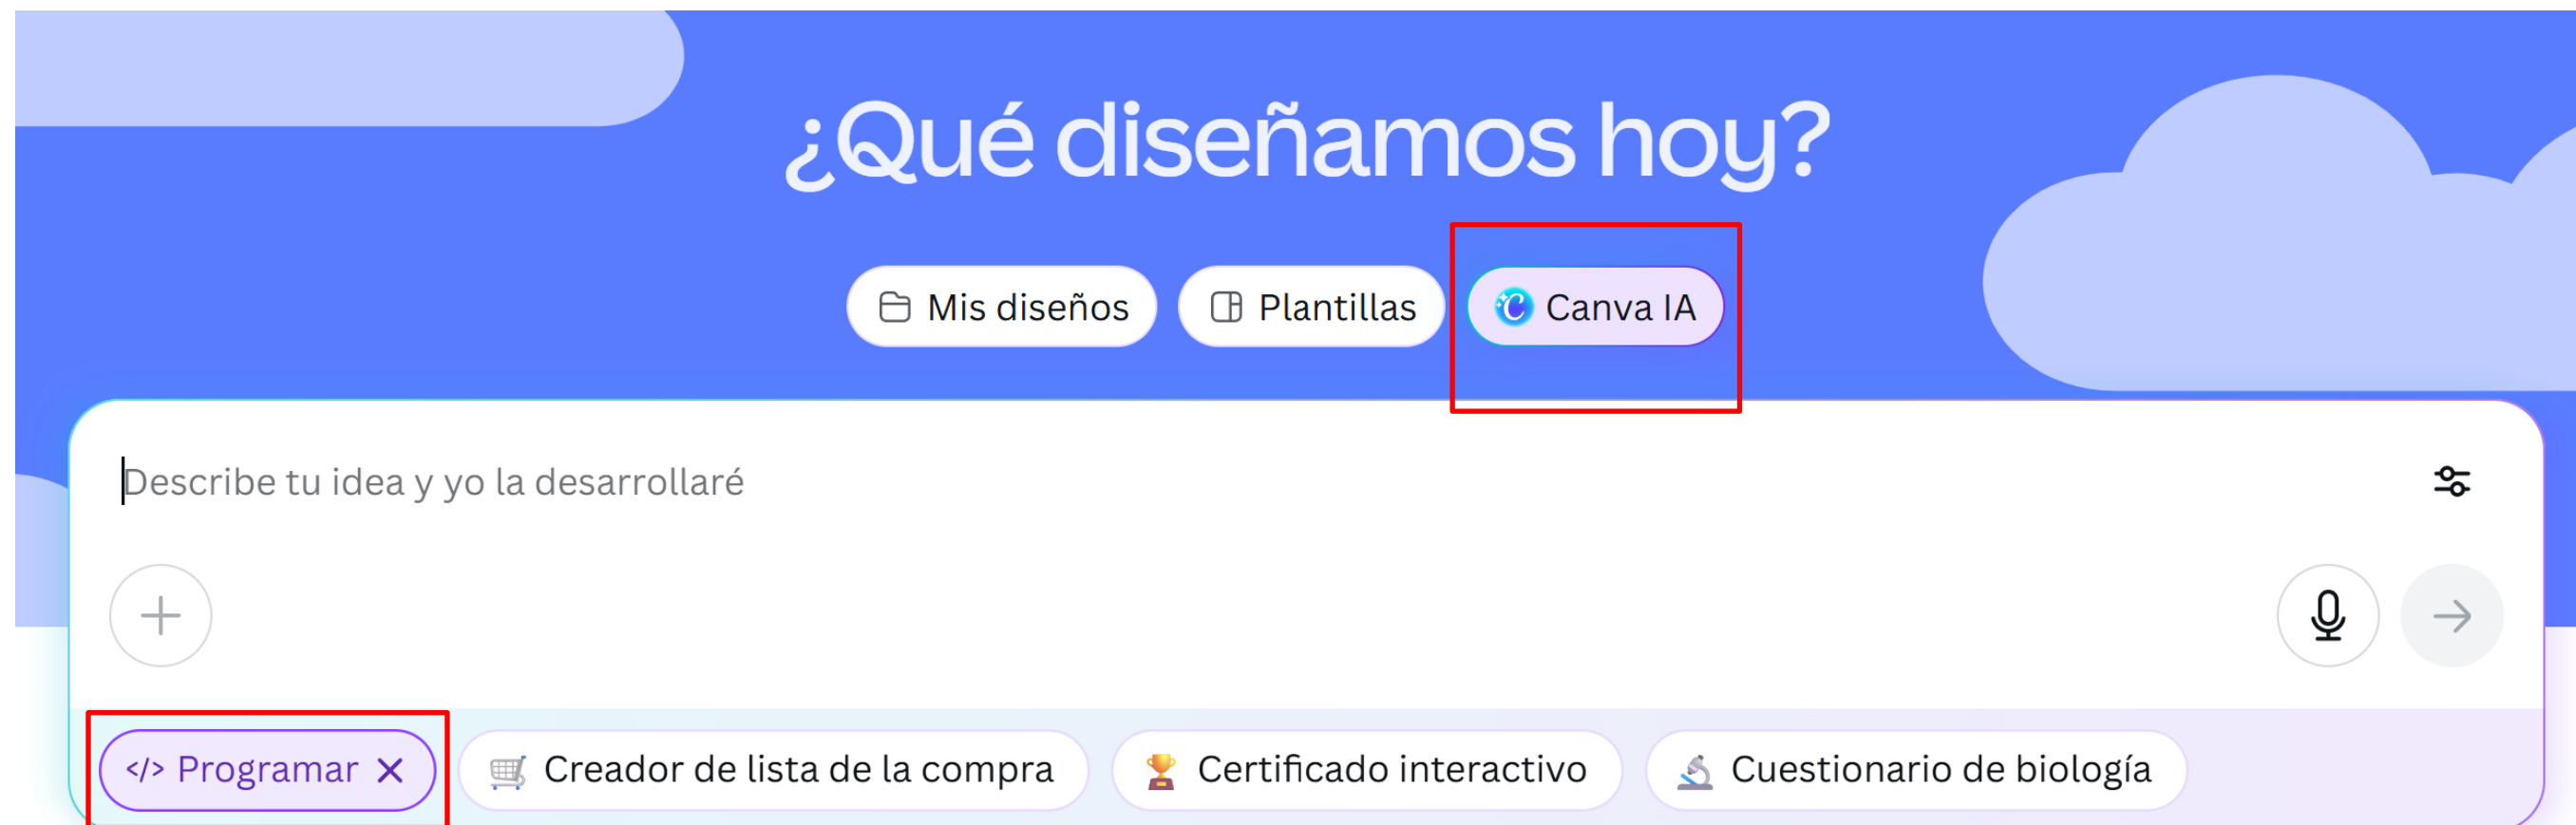 ¿Qué diseñamos hoy?
Mis diseños Plantillas Canva IA
Describe tu idea y yo la desarrollaré
</> Programar Creador de lista de la compra Certificado interactivo Cuestionario de biología